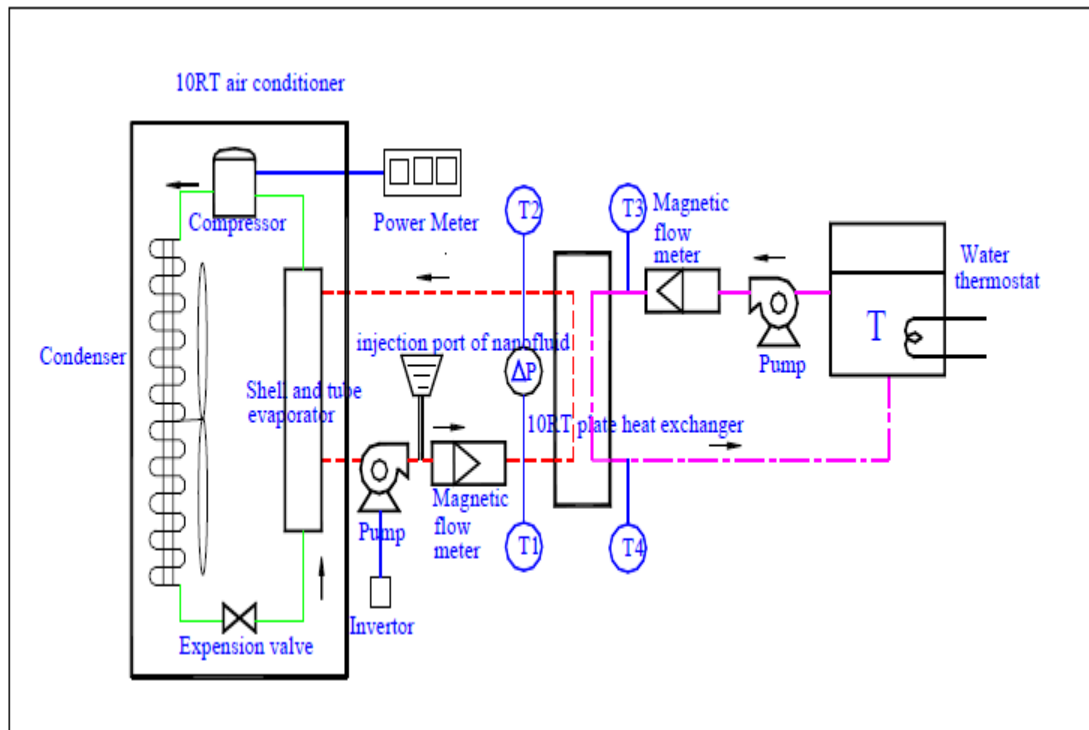 10RT air conditioner
Compressor
Power Meter
T2
T3
Magnetic
flow
meter
Water
thermostat
T
Pump
Condenser
injection port of nanofluid
ΔP
Shell and tube
evaporator
10RT plate heat exchanger
Magnetic
flow
meter
Pump
T1
T4
Invertor
Expension valve